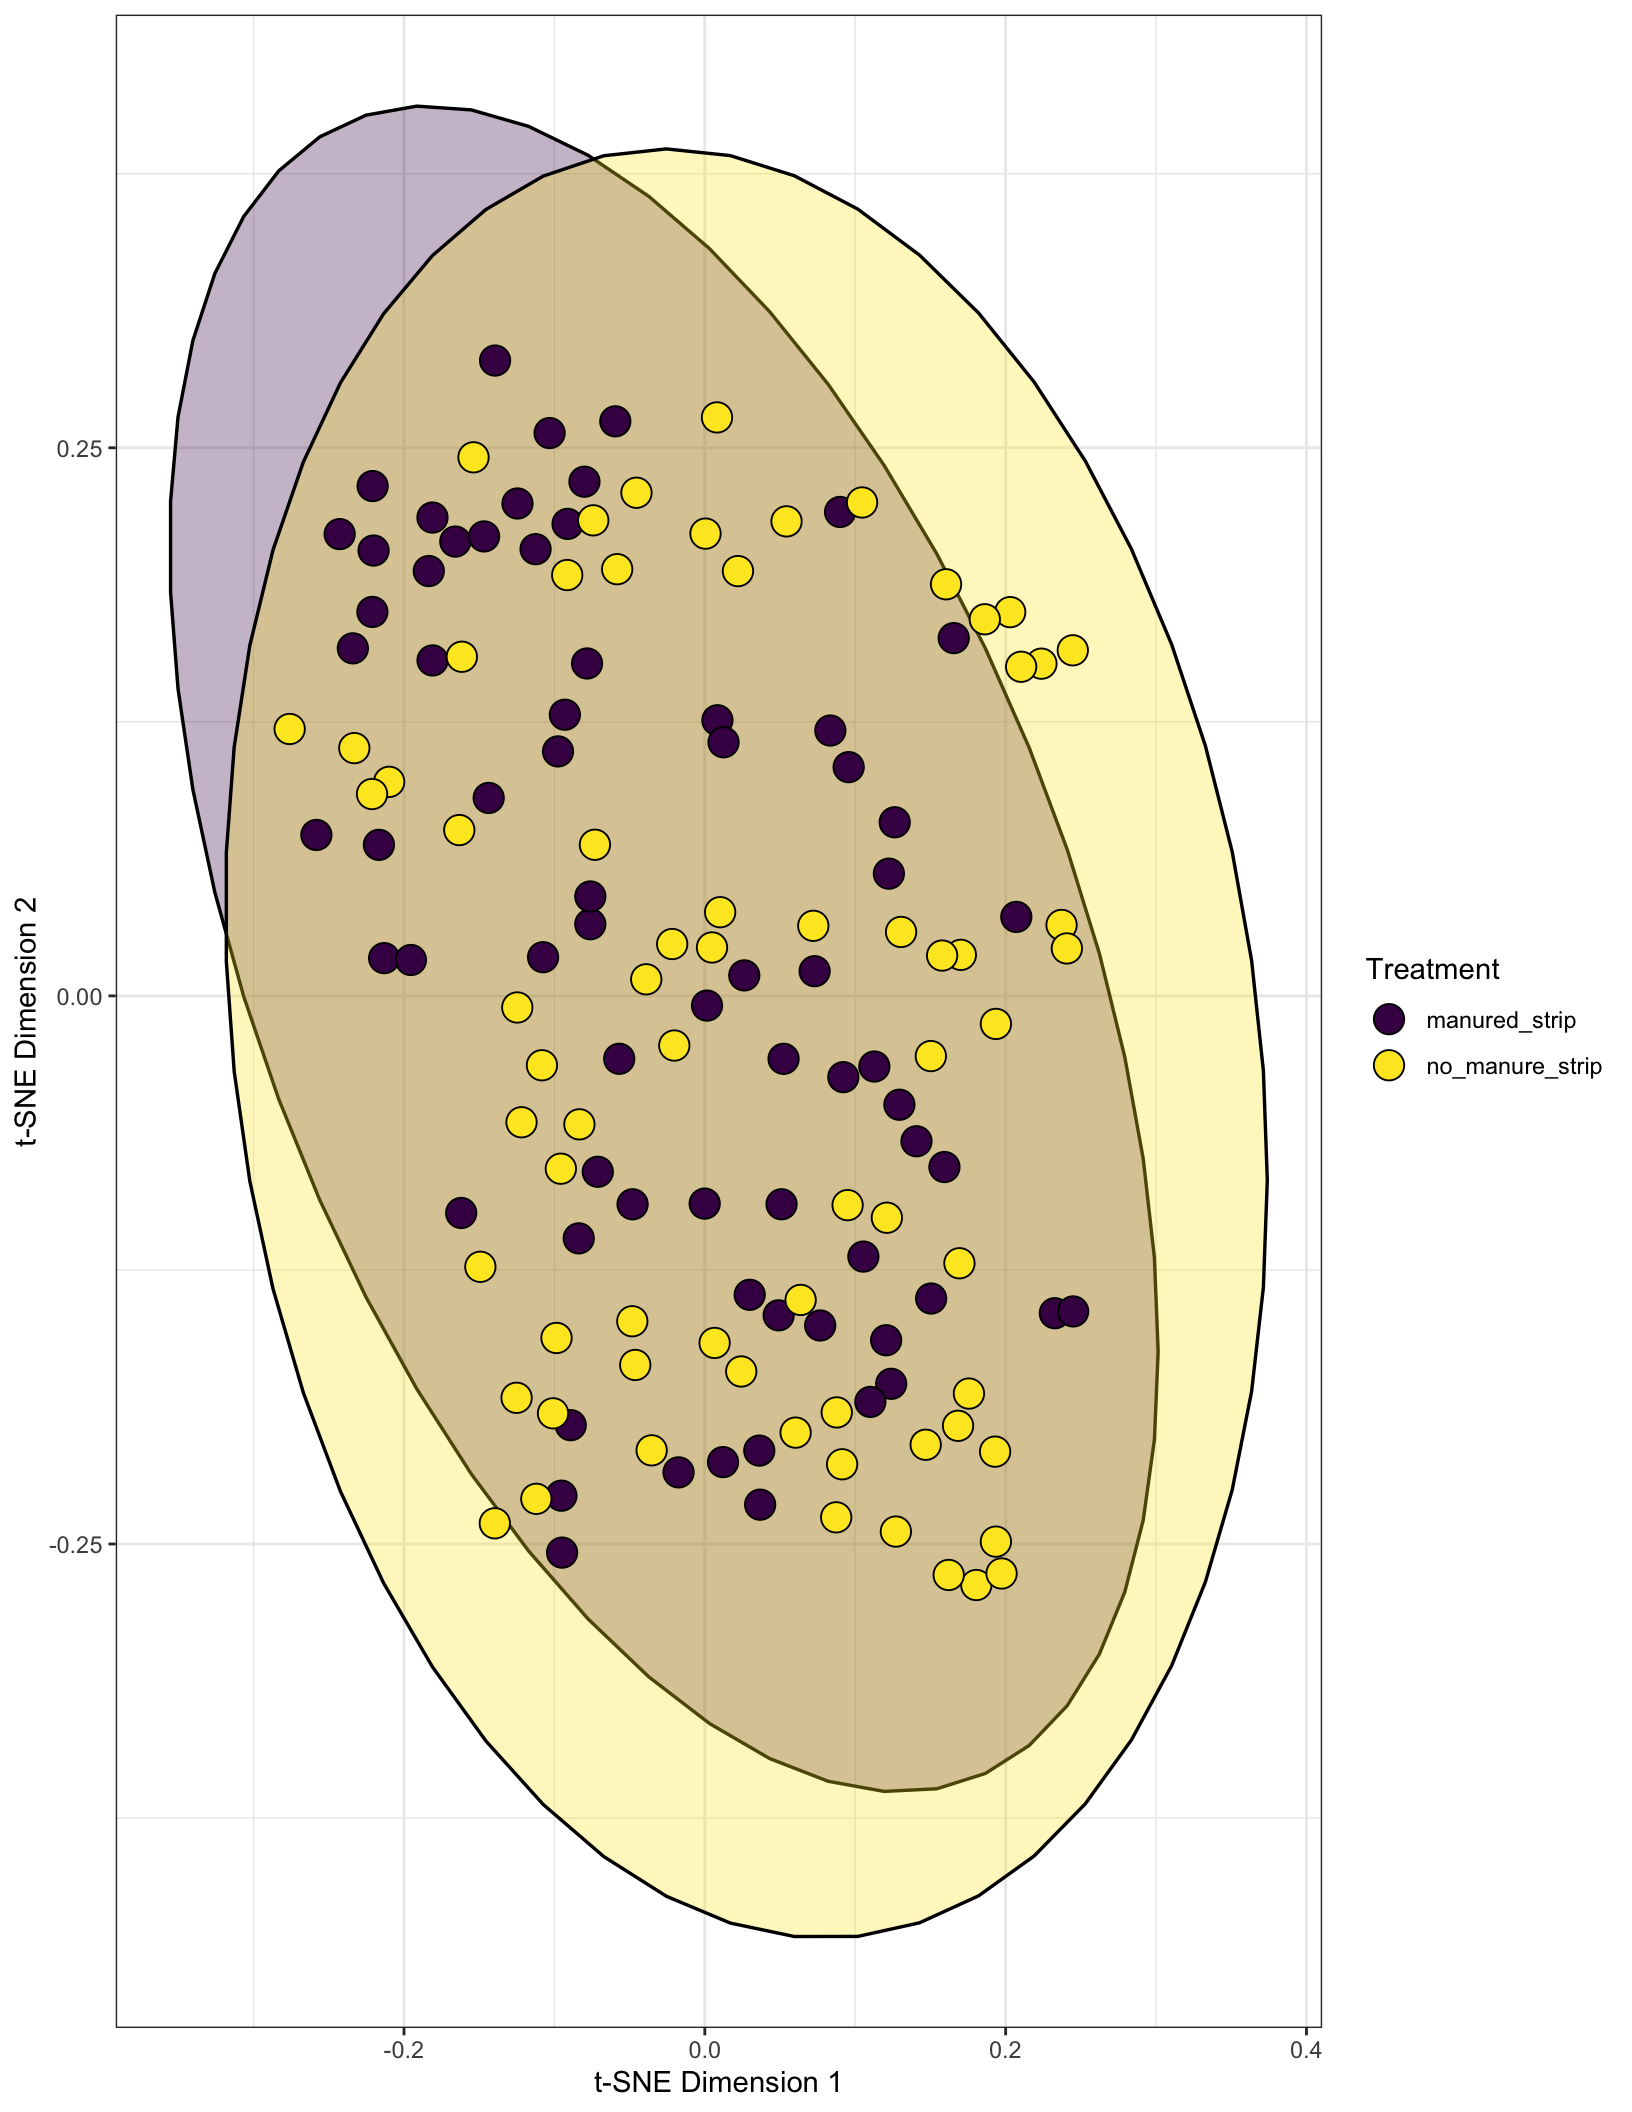 t-SNE Dimension 2
0.25
0.00
-0.25
-0.2
0.0
0.2
0.4
t-SNE Dimension 1
Treatment
manured_strip
no_manure_strip